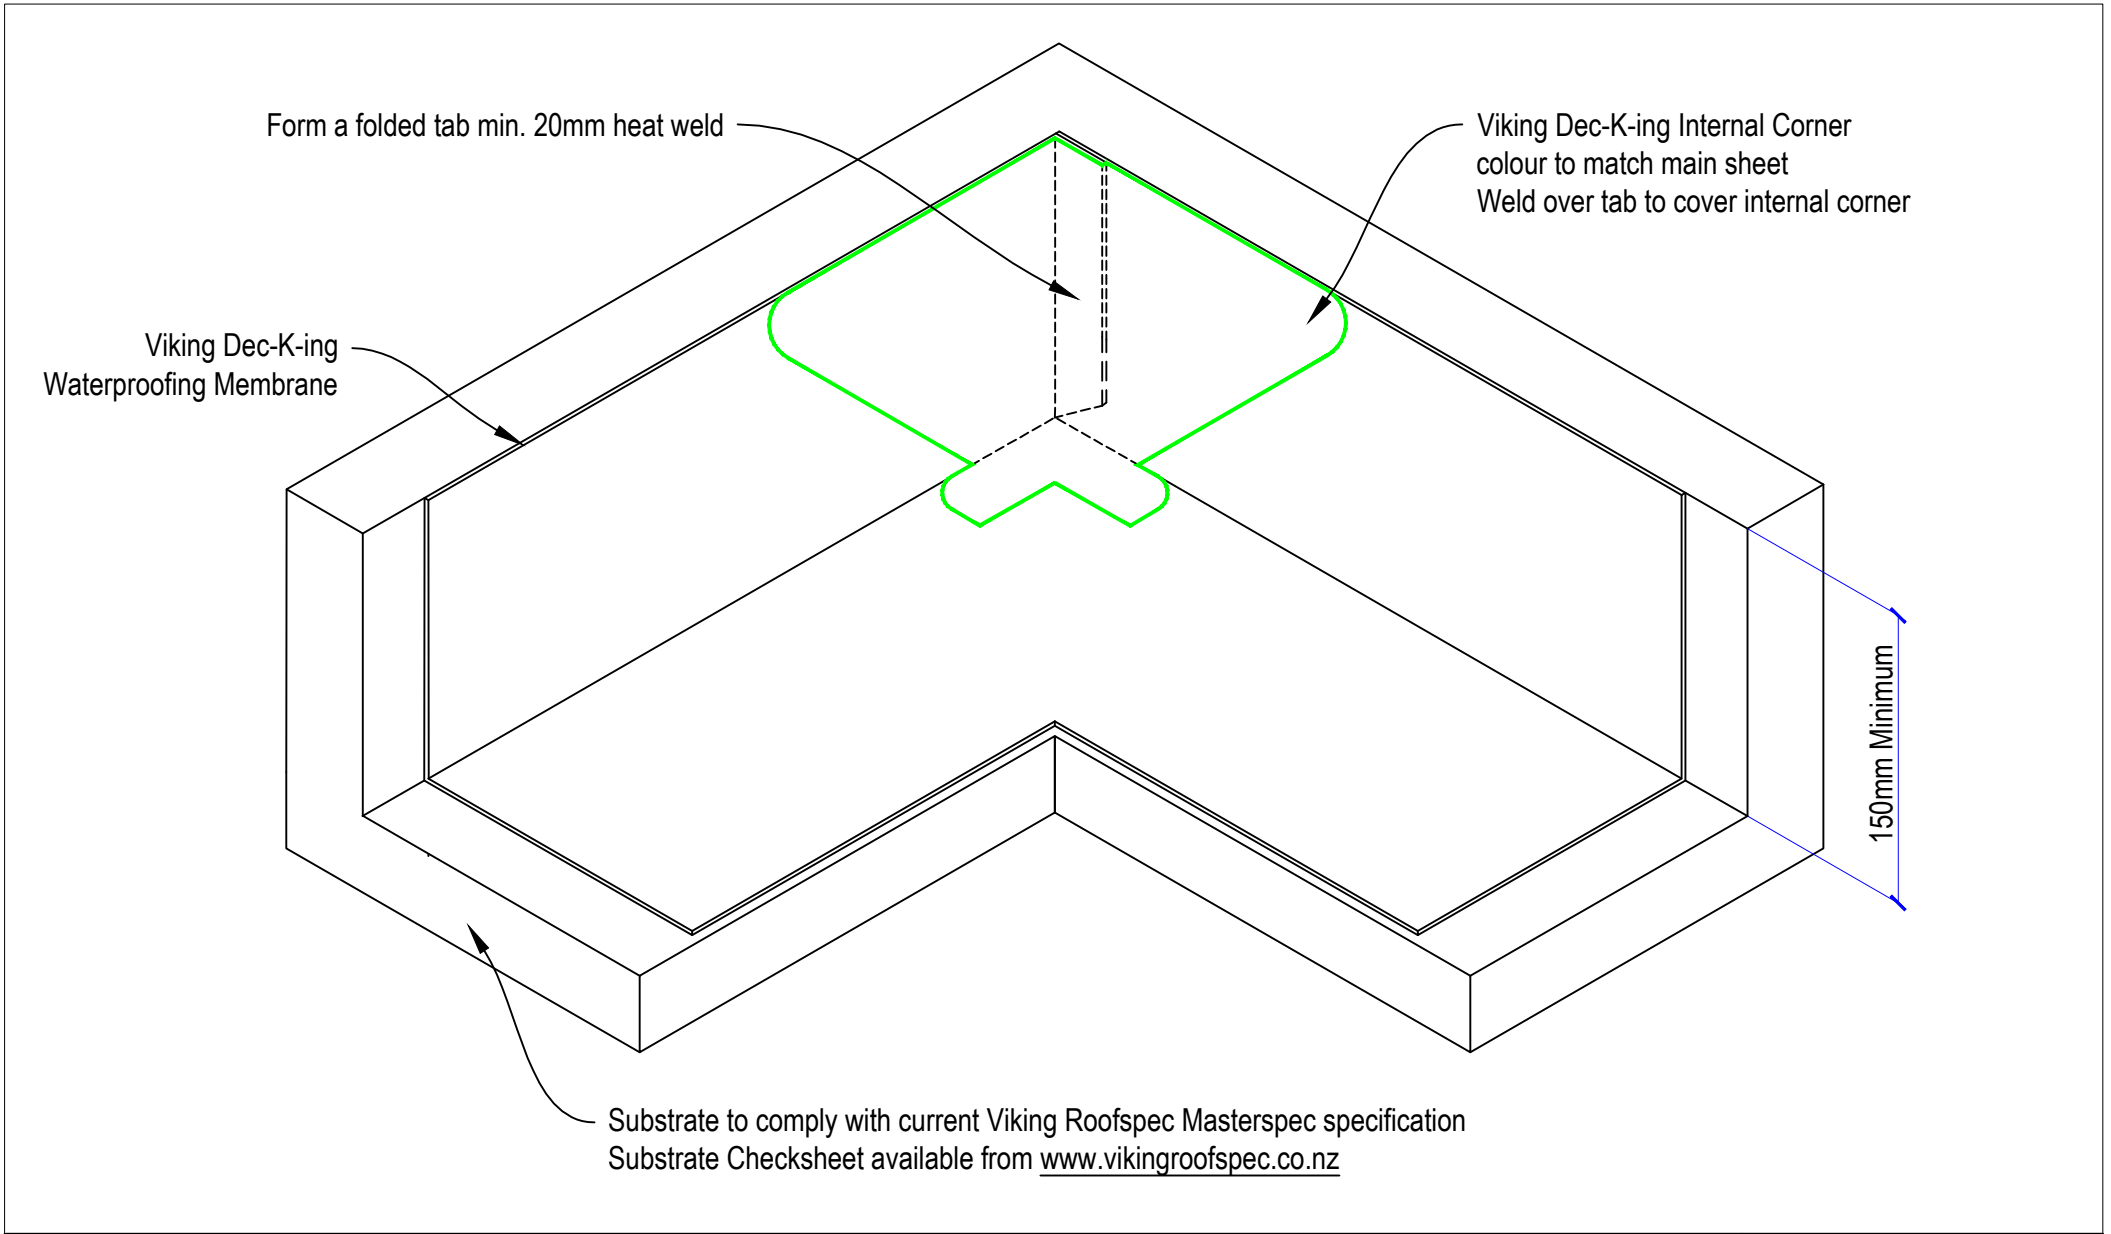 Form a folded tab min. 20mm heat weld
Viking Dec-K-ing Internal Corner
colour to match main sheet
Weld over tab to cover internal corner
Viking Dec-K-ing
Waterproofing Membrane
150mm Minimum
Substrate to comply with current Viking Roofspec Masterspec specification
Substrate Checksheet available from www.vikingroofspec.co.nz